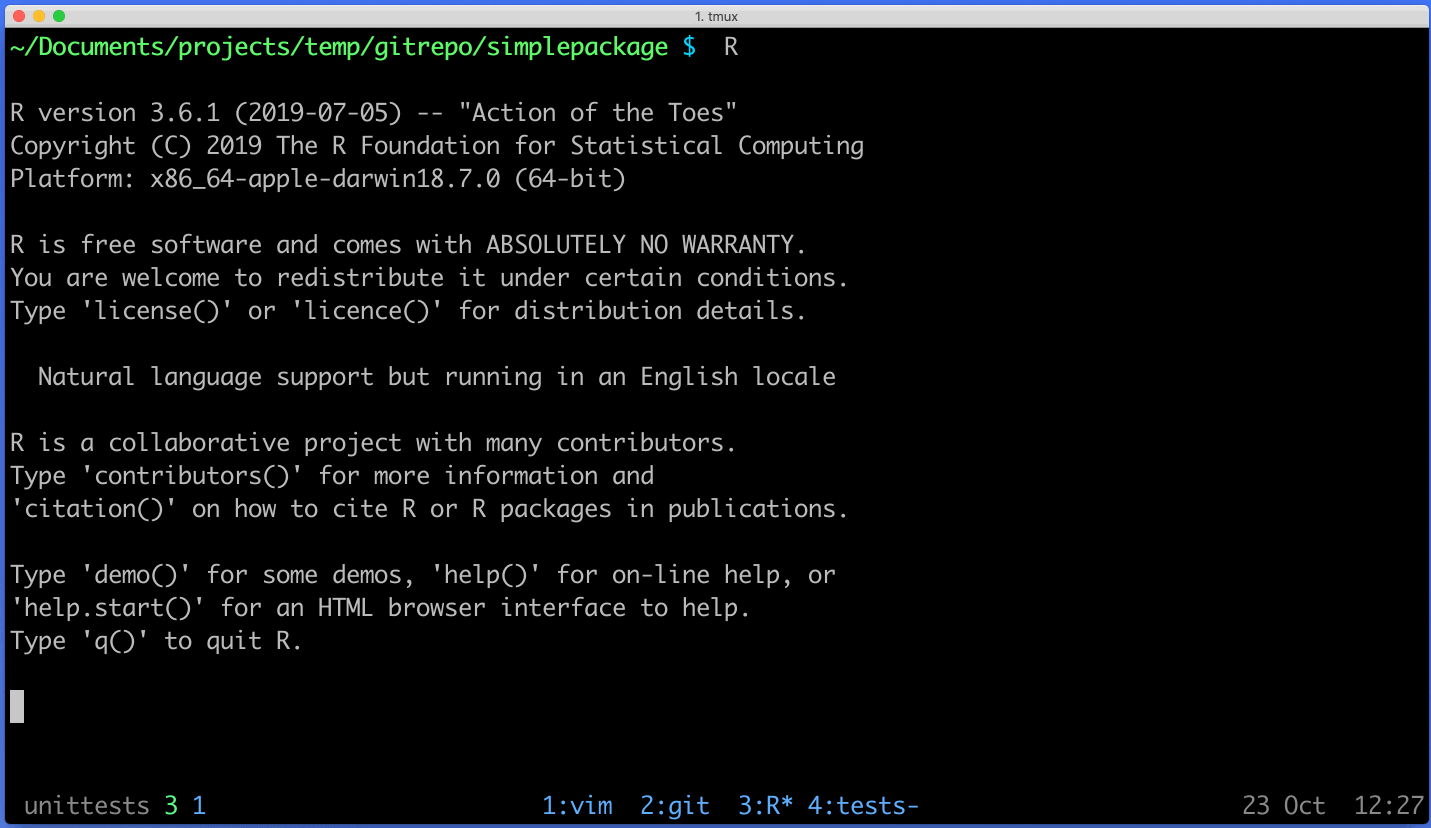 1. tmux
~/Documents/projects/temp/gitrepo/simplepackage $  R
R version 3.6.1 (2019-07-05) -- "Action of the Toes"
Copyright (C) 2019 The R Foundation for Statistical Computing
Platform: x86_64-apple-darwin18.7.0 (64-bit)
R is free software and comes with ABSOLUTELY NO WARRANTY.
You are welcome to redistribute it under certain conditions.
Type 'license()' or 'licence()' for distribution details.
  Natural language support but running in an English locale
R is a collaborative project with many contributors.
Type 'contributors()' for more information and
'citation()' on how to cite R or R packages in publications.
Type 'demo()' for some demos, 'help()' for on-line help, or
'help.start()' for an HTML browser interface to help.
Type 'q()' to quit R.
unittests 3 1 1:vim 2:git 3:R* 4:tests- 23 Oct 12:27